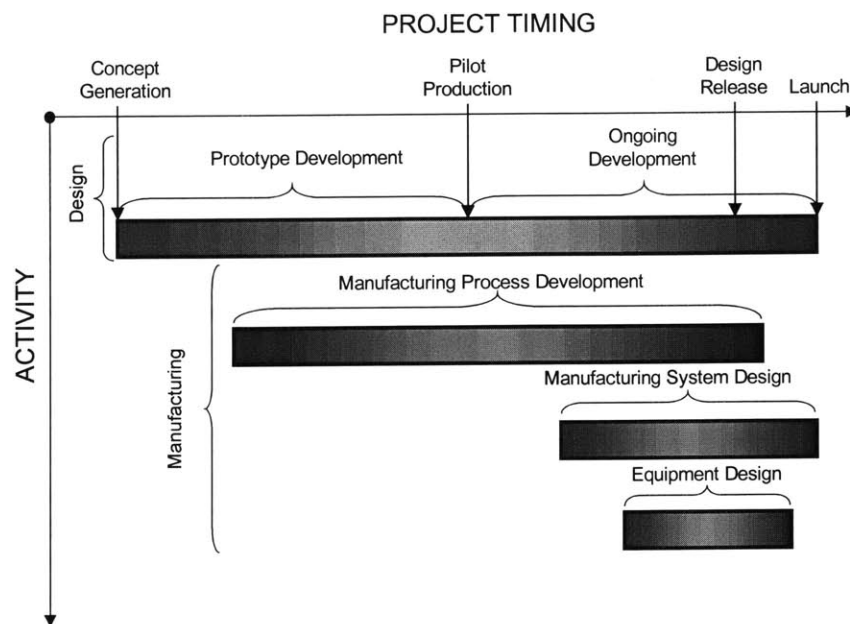 PROJECT TIMING
Concept
Generation
Pilot
Production
Design
Release
Launch
Prototype Development
Ongoing
Development
Design
Manufacturing Process Development
ACTIVITY
Manufacturing
Manufacturing System Design
Equipment Design